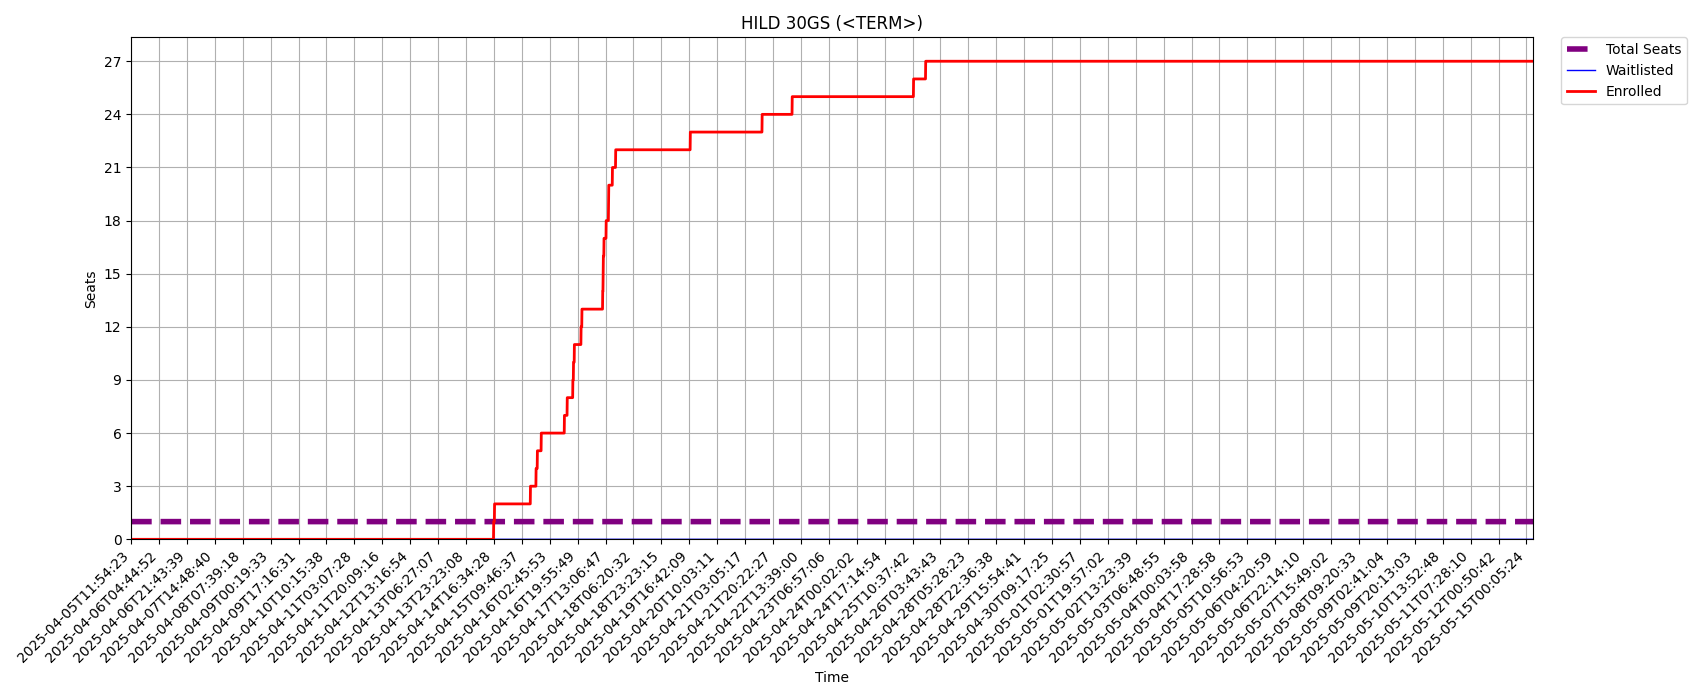 HILD 30GS (<TERM>)
Total Seats
Waitlisted
Enrolled
Seats
27
24
21
18
15
12
9
6
3
0
2025-04-05T11:54:23
2025-04-06T04:44:52
2025-04-06T21:43:39
2025-04-07T14:48:40
2025-04-08T07:39:18
2025-04-09T00:19:33
2025-04-09T17:16:31
2025-04-10T10:15:38
2025-04-11T03:07:28
2025-04-11T20:09:16
2025-04-12T13:16:54
2025-04-13T06:27:07
2025-04-13T23:23:08
2025-04-14T16:34:28
2025-04-15T09:46:37
2025-04-16T02:45:53
2025-04-16T19:55:49
2025-04-17T13:06:47
2025-04-18T06:20:32
2025-04-18T23:23:15
2025-04-19T16:42:09
2025-04-20T10:03:11
2025-04-21T03:05:17
2025-04-21T20:22:27
2025-04-22T13:39:00
2025-04-23T06:57:06
2025-04-24T00:02:02
2025-04-24T17:14:54
2025-04-25T10:37:42
2025-04-26T03:43:43
2025-04-28T05:28:23
2025-04-28T22:36:38
2025-04-29T15:54:41
2025-04-30T09:17:25
2025-05-01T02:30:57
2025-05-01T19:57:02
2025-05-02T13:23:39
2025-05-03T06:48:55
2025-05-04T00:03:58
2025-05-04T17:28:58
2025-05-05T10:56:53
2025-05-06T04:20:59
2025-05-06T22:14:10
2025-05-07T15:49:02
2025-05-08T09:20:33
2025-05-09T02:41:04
2025-05-09T20:13:03
2025-05-10T13:52:48
2025-05-11T07:28:10
2025-05-12T00:50:42
2025-05-15T00:05:24
Time